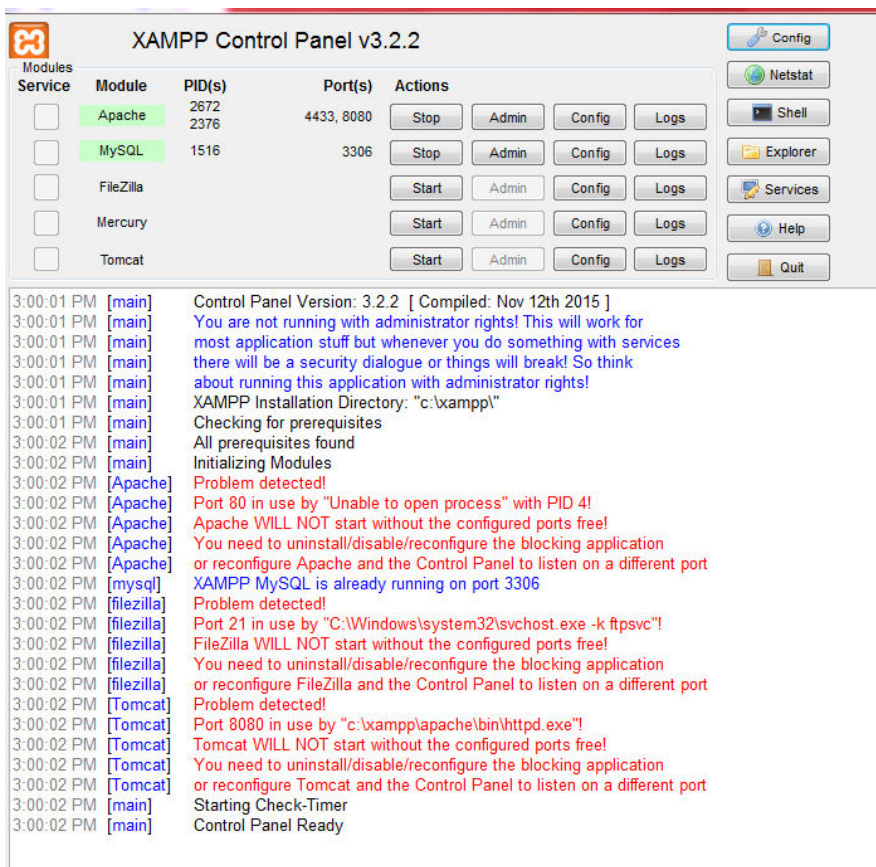 XAMPP Control Panel v3.2.2
Config
Modules
Service Module PID(s) Port(s) Actions
Netstat
Apache 2672 2376 4433, 8080 Stop Admin Config Logs
Shell
MySQL 1516 3306 Stop Admin Config Logs
Explorer
FileZilla Start Admin Config Logs
Services
Mercury Start Admin Config Logs
Help
Tomcat Start Admin Config Logs
Quit
3:00:01 PM [main] Control Panel Version: 3.2.2 [ Compiled: Nov 12th 2015 ]
3:00:01 PM [main] You are not running with administrator rights! This will work for
3:00:01 PM [main] most application stuff but whenever you do something with services
3:00:01 PM [main] there will be a security dialogue or things will break! So think
3:00:01 PM [main] about running this application with administrator rights!
3:00:01 PM [main] XAMPP Installation Directory: "c:\xampp\"
3:00:01 PM [main] Checking for prerequisites
3:00:02 PM [main] All prerequisites found
3:00:02 PM [main] Initializing Modules
3:00:02 PM [Apache] Problem detected!
3:00:02 PM [Apache] Port 80 in use by "Unable to open process" with PID 4!
3:00:02 PM [Apache] Apache WILL NOT start without the configured ports free!
3:00:02 PM [Apache] You need to uninstall/disable/reconfigure the blocking application
3:00:02 PM [Apache] or reconfigure Apache and the Control Panel to listen on a different port
3:00:02 PM [mysql] XAMPP MySQL is already running on port 3306
3:00:02 PM [filezilla] Problem detected!
3:00:02 PM [filezilla] Port 21 in use by "C:\Windows\system32\svchost.exe -k ftpsvc"!
3:00:02 PM [filezilla] FileZilla WILL NOT start without the configured ports free!
3:00:02 PM [filezilla] You need to uninstall/disable/reconfigure the blocking application
3:00:02 PM [filezilla] or reconfigure FileZilla and the Control Panel to listen on a different port
3:00:02 PM [Tomcat] Problem detected!
3:00:02 PM [Tomcat] Port 8080 in use by "c:\xampp\apache\bin\httpd.exe"!
3:00:02 PM [Tomcat] Tomcat WILL NOT start without the configured ports free!
3:00:02 PM [Tomcat] You need to uninstall/disable/reconfigure the blocking application
3:00:02 PM [Tomcat] or reconfigure Tomcat and the Control Panel to listen on a different port
3:00:02 PM [main] Starting Check-Timer
3:00:02 PM [main] Control Panel Ready